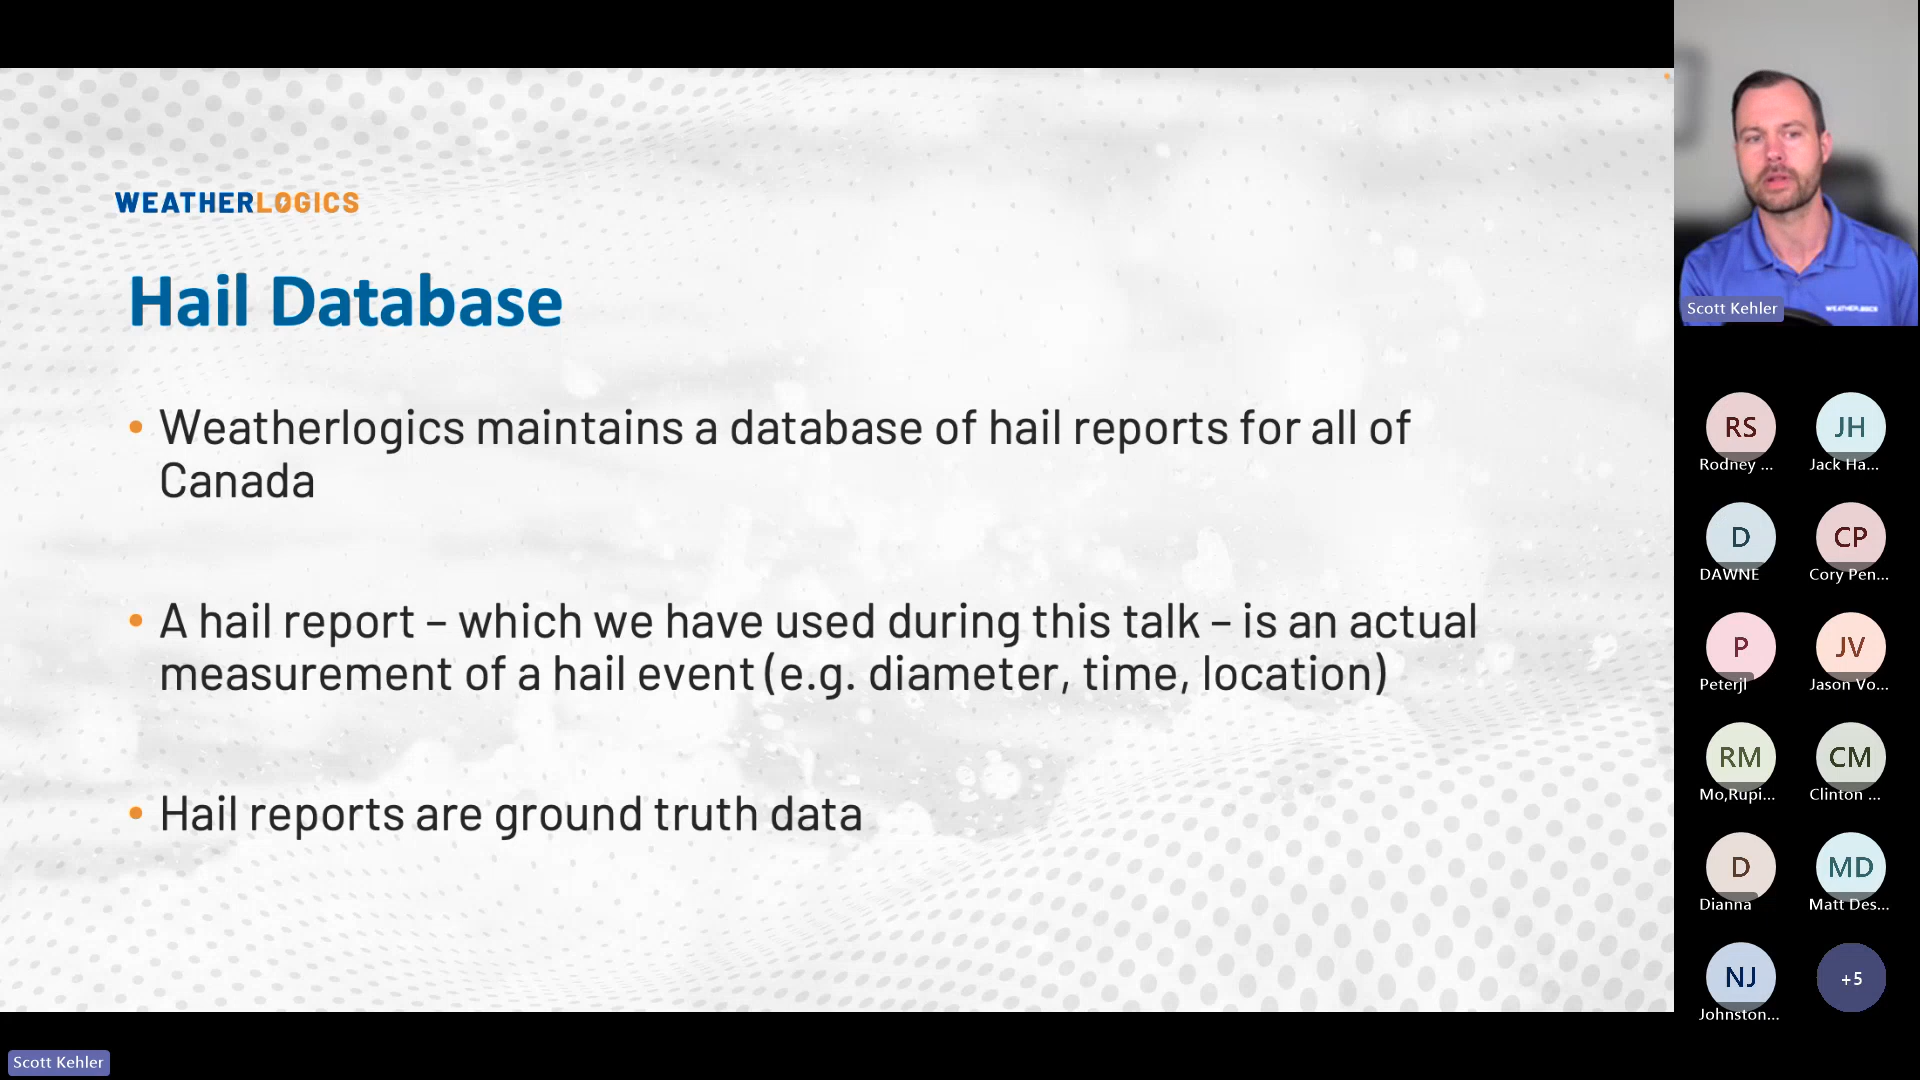 WEATHERLOGICS
Hail Database
• Weatherlogics maintains a database of hail reports for all of
Canada
• A hail report – which we have used during this talk – is an actual
measurement of a hail event (e.g. diameter, time, location)
• Hail reports are ground truth data
WEATHERLOGICS
Scott Kehler
RS
Rodney ...
JH
Jack Ha...
D
DAWNE
CP
Cory Pen...
P
Peterjl
JV
Jason Vo...
RM
Mo,Rupi...
CM
Clinton ...
D
Dianna
MD
Matt Des...
NJ
Johnston...
+5
Scott Kehler